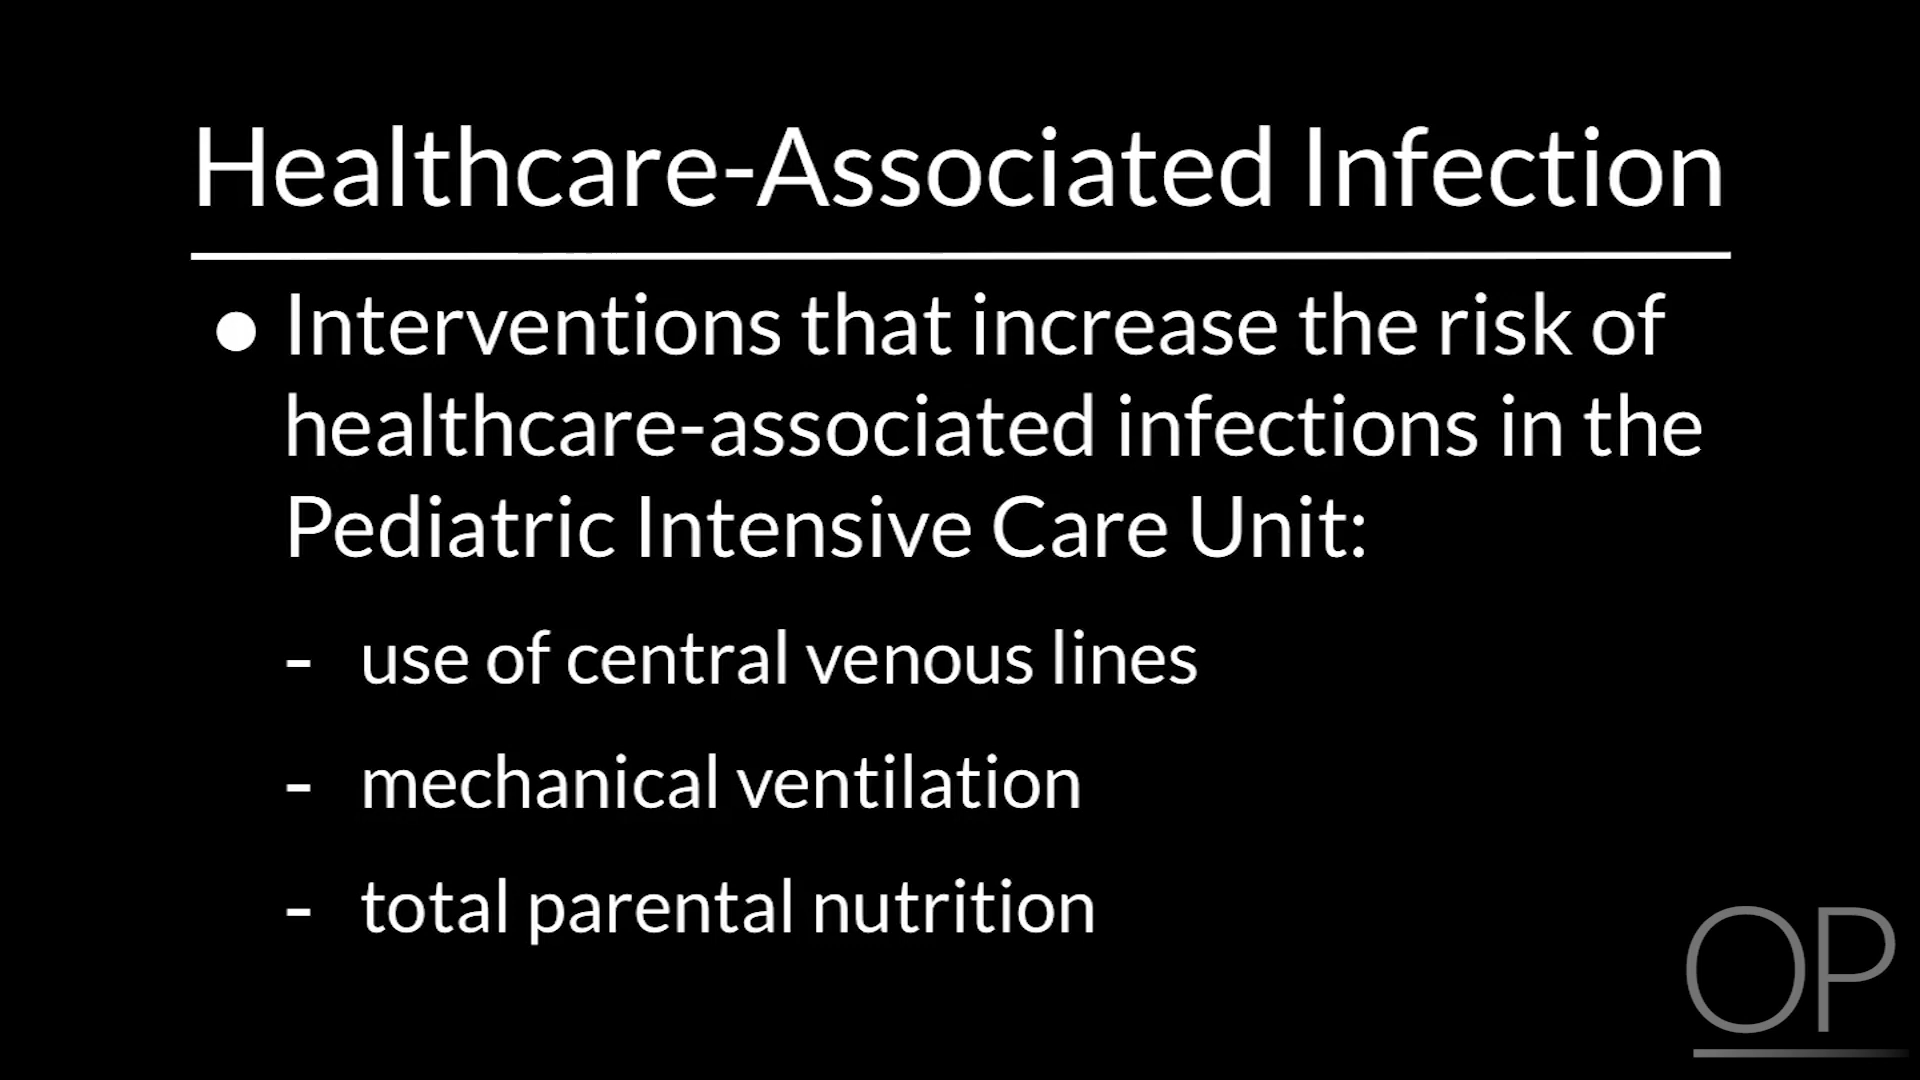 Healthcare-Associated Infection
● Interventions that increase the risk of
healthcare-associated infections in the
Pediatric Intensive Care Unit:
- use of central venous lines
- mechanical ventilation
- total parental nutrition
OP